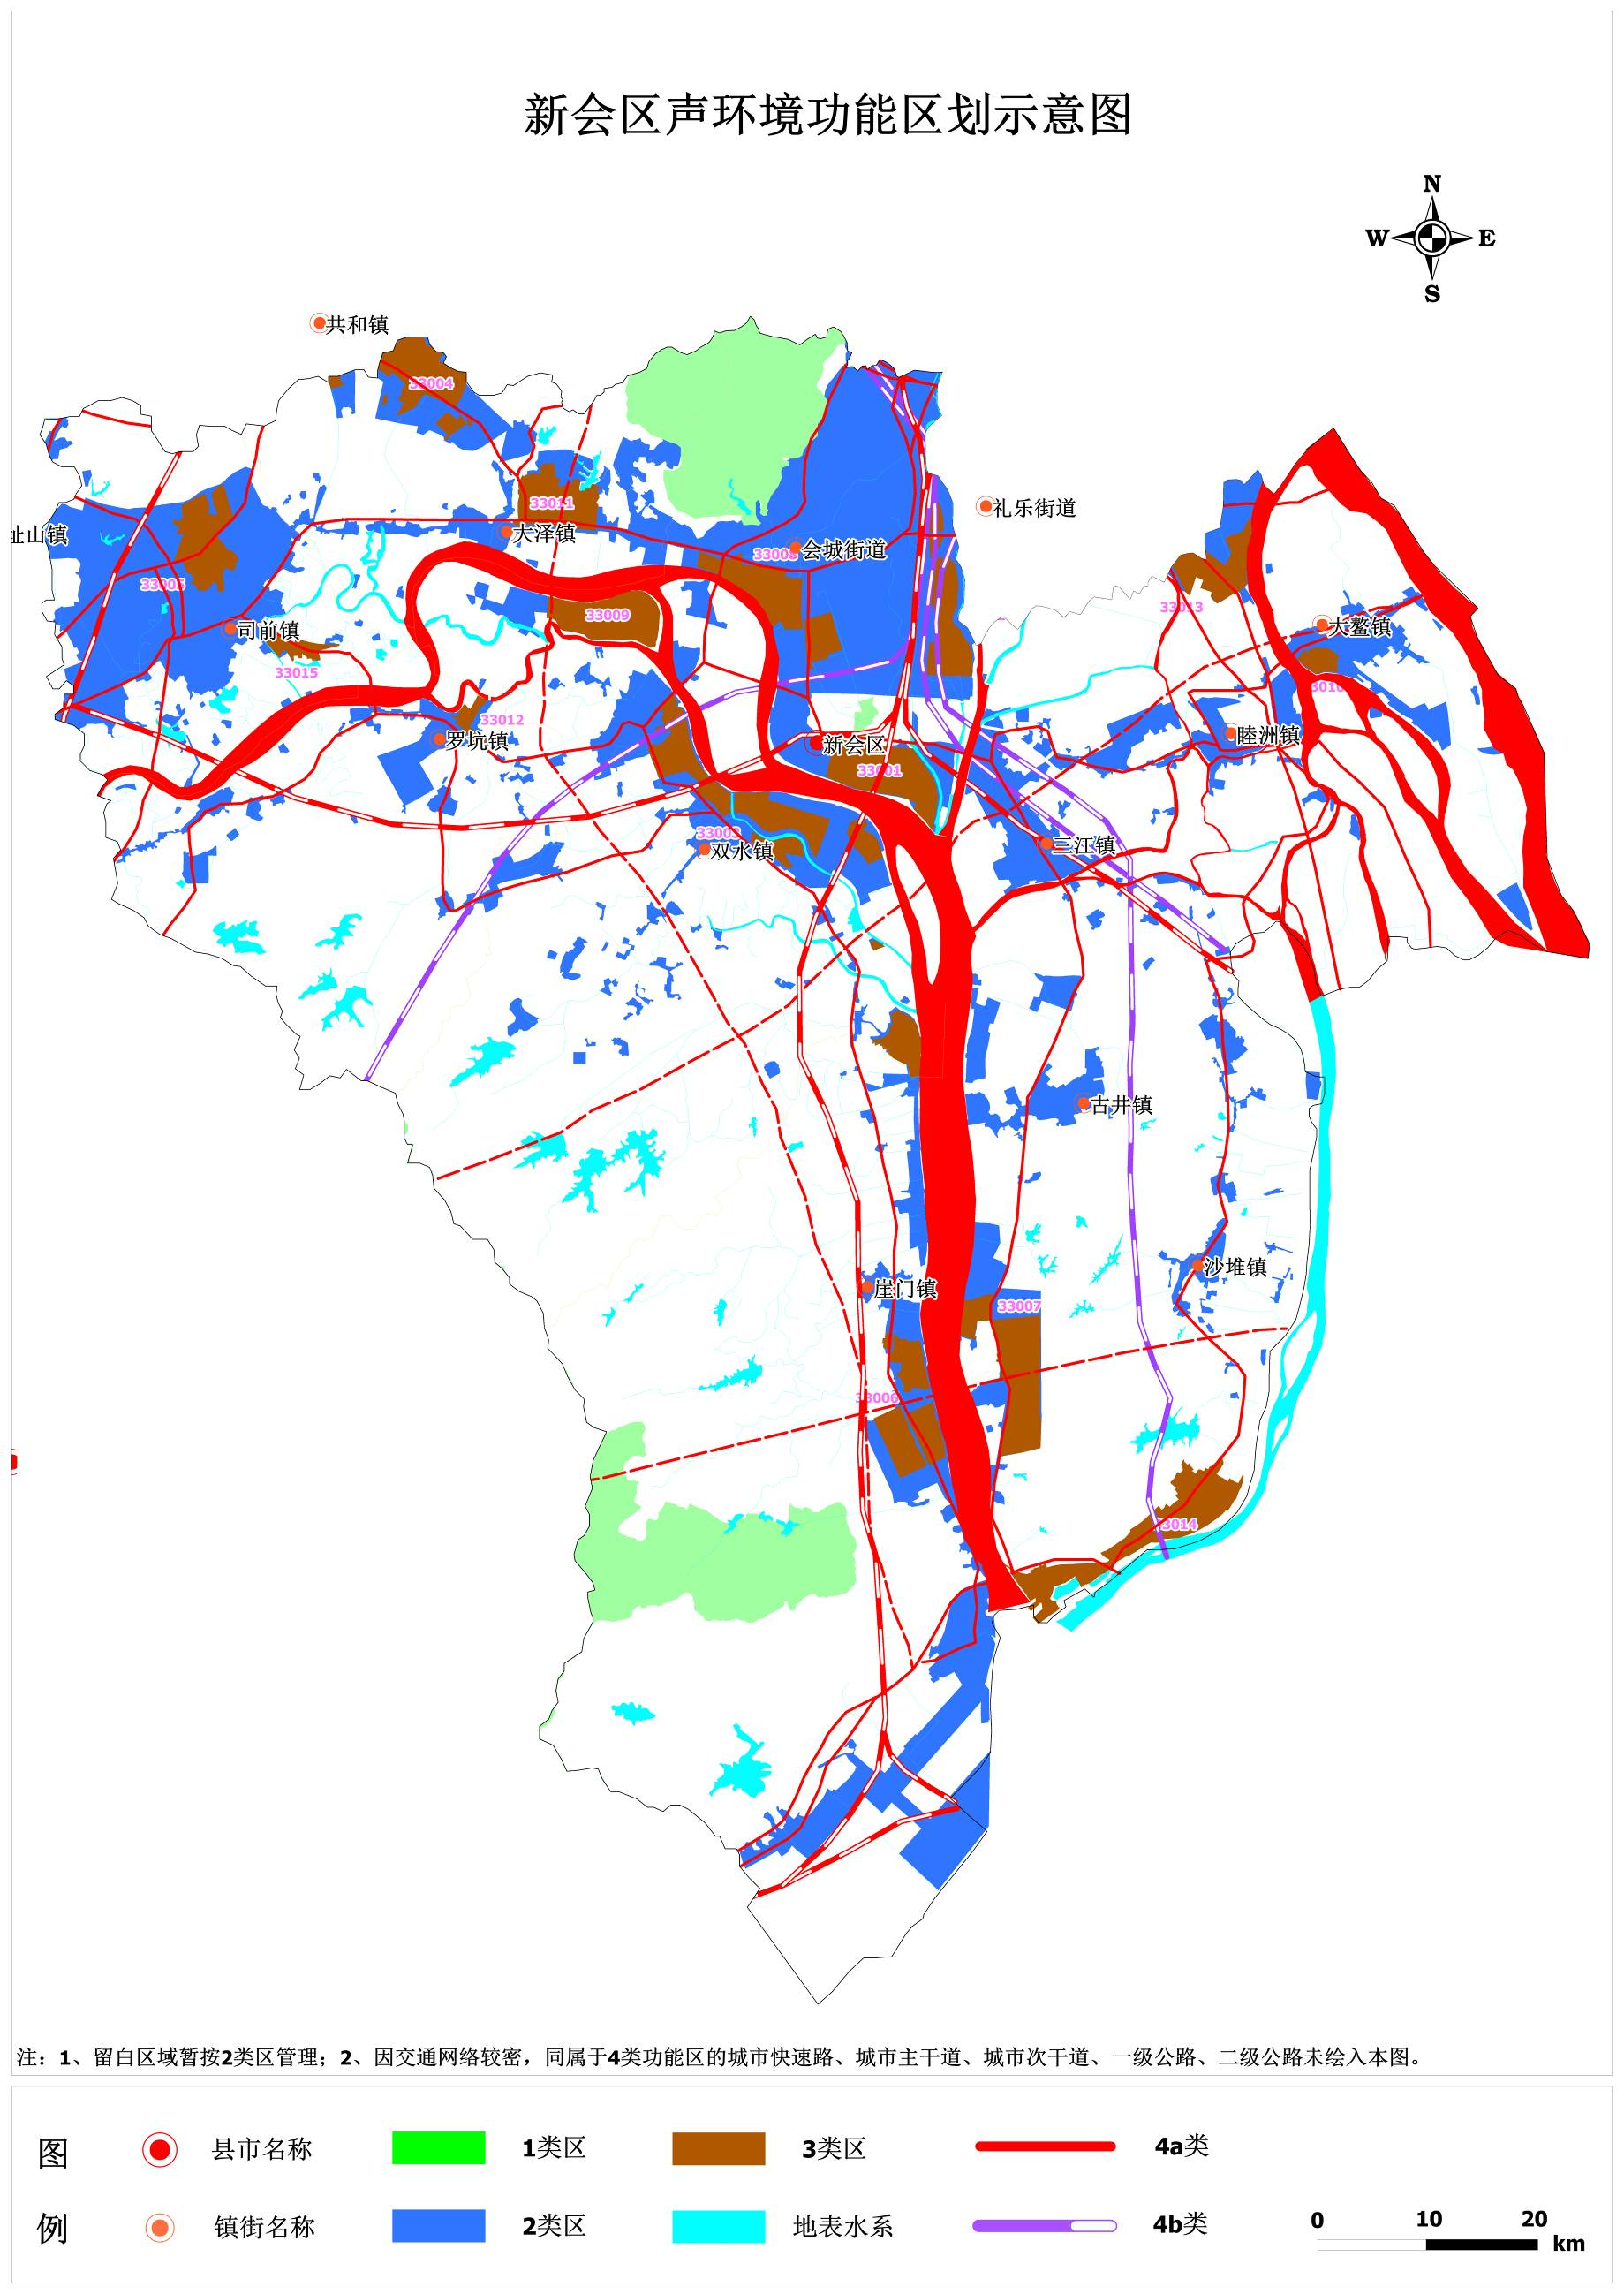 新会区声环境功能区划示意图
N
W E
S
共和镇
33004
礼乐街道
33011
大泽镇
址山镇
33008 会城街道
33005
33009
33013
大鳌镇
司前镇
33015
33012
罗坑镇
睦洲镇
新会区
33001
双水镇
三江镇
古井镇
沙堆镇
崖门镇
33007
33006
注：1、留白区域暂按2类区管理；2、因交通网络较密，同属于4类功能区的城市快速路、城市主干道、城市次干道、一级公路、二级公路未绘入本图。
图例
县市名称 1类区 3类区 4a类
镇街名称 2类区 地表水系 4b类
0 10 20 km